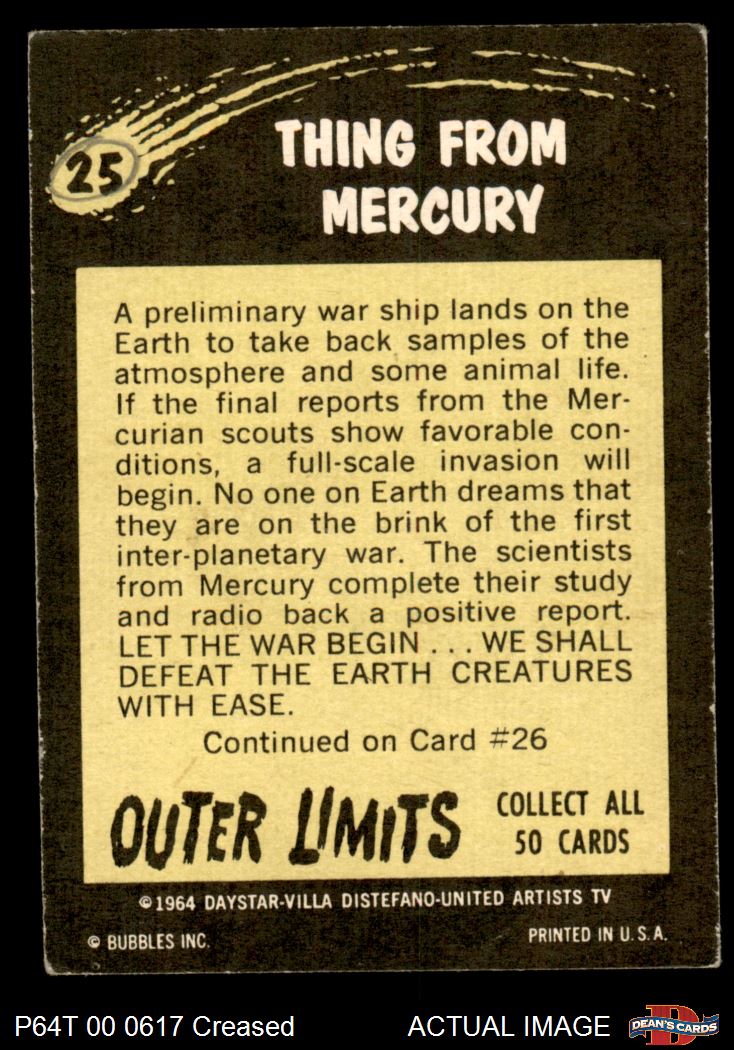 25
THING FROM
MERCURY
A preliminary war ship lands on the
Earth to take back samples of the
atmosphere and some animal life.
If the final reports from the Mer-
curian scouts show favorable con-
ditions, a full-scale invasion will
begin. No one on Earth dreams that
they are on the brink of the first
inter-planetary war. The scientists
from Mercury complete their study
and radio back a positive report.
LET THE WAR BEGIN . . . WE SHALL
DEFEAT THE EARTH CREATURES
WITH EASE.
Continued on Card #26
OUTER LIMITS
COLLECT ALL
50 CARDS
©1964 DAYSTAR-VILLA DISTEFANO-UNITED ARTISTS TV
© BUBBLES INC.
PRINTED IN U.S.A.
P64T 00 0617 Creased
ACTUAL IMAGE
D
DEAN'S CARDS